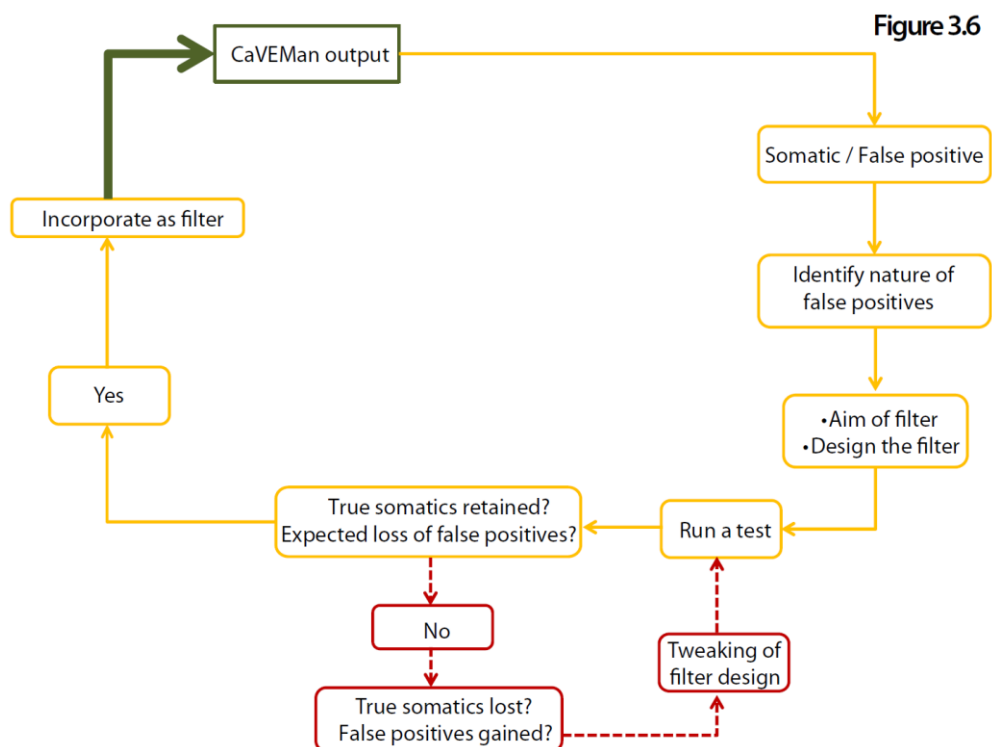 Figure 3.6
CaVEMan output
Somatic / False positive
Identify nature of
false positives
•Aim of filter
•Design the filter
Run a test
True somatics retained?
Expected loss of false positives?
Yes
Incorporate as filter
No
True somatics lost?
False positives gained?
Tweaking of
filter design